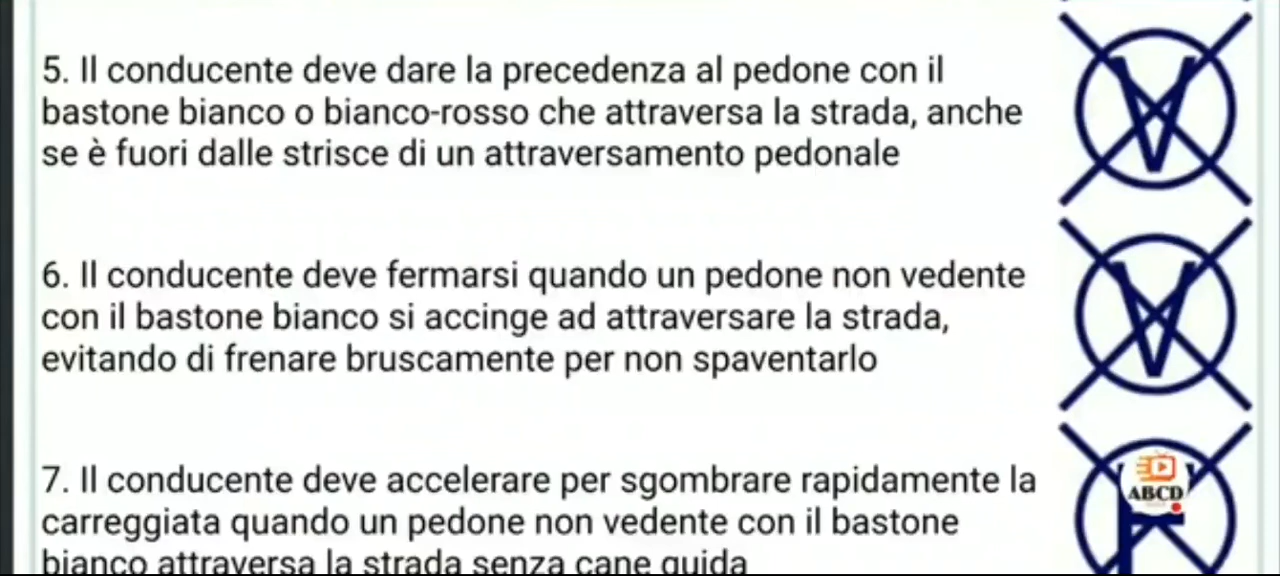 5. Il conducente deve dare la precedenza al pedone con il
bastone bianco o bianco-rosso che attraversa la strada, anche
se è fuori dalle strisce di un attraversamento pedonale
V
6. Il conducente deve fermarsi quando un pedone non vedente
con il bastone bianco si accinge ad attraversare la strada,
evitando di frenare bruscamente per non spaventarlo
V
7. Il conducente deve accelerare per sgombrare rapidamente la
carreggiata quando un pedone non vedente con il bastone
bianco attraversa la strada senza cane guida
F
ABCD